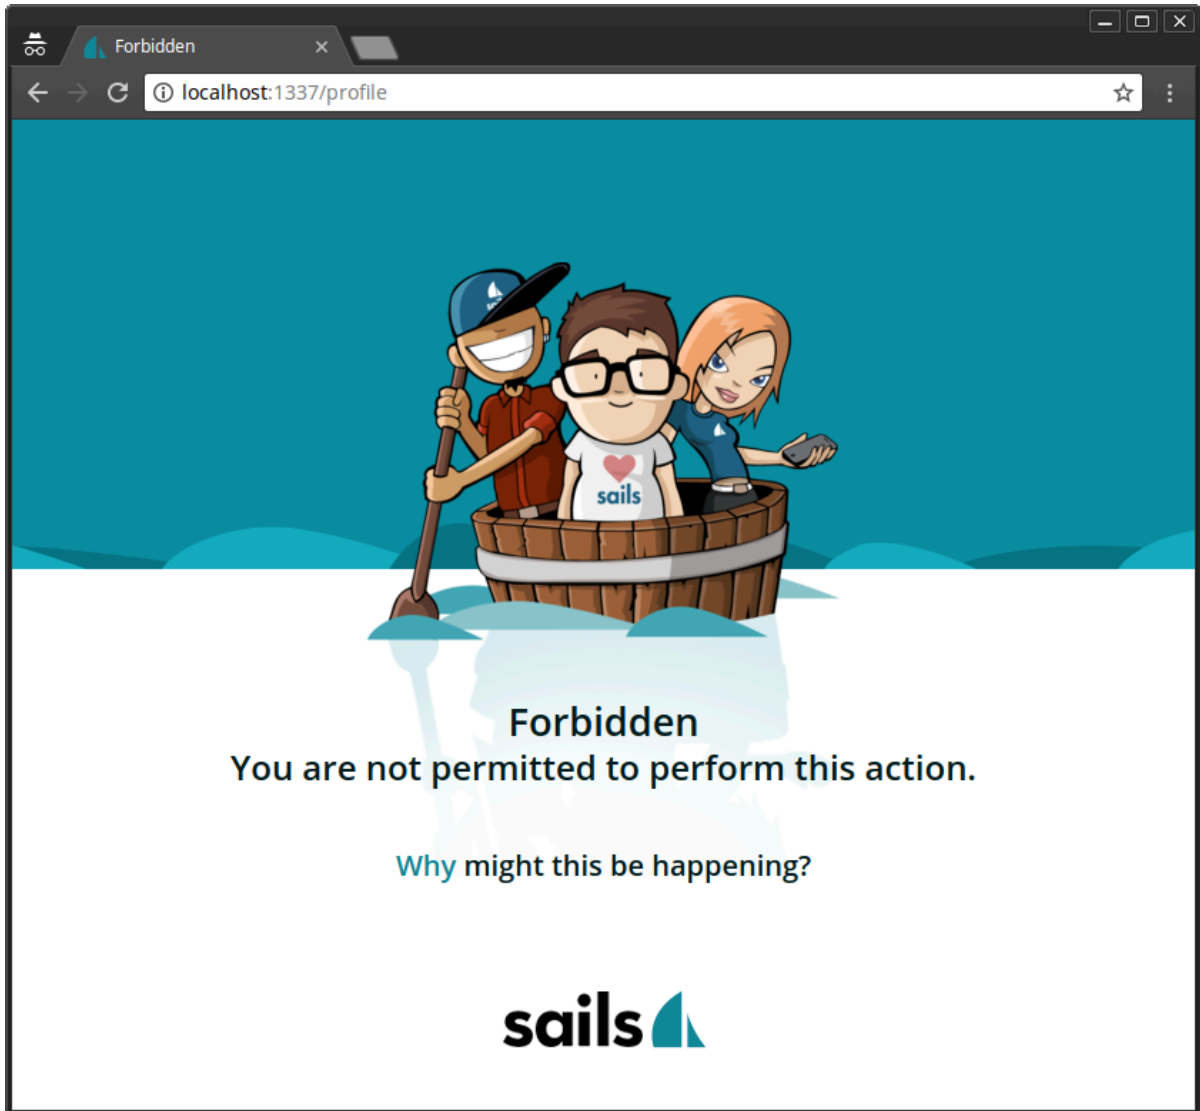 Forbidden
localhost:1337/profile
sails
Forbidden
You are not permitted to perform this action.
Why might this be happening?
sails